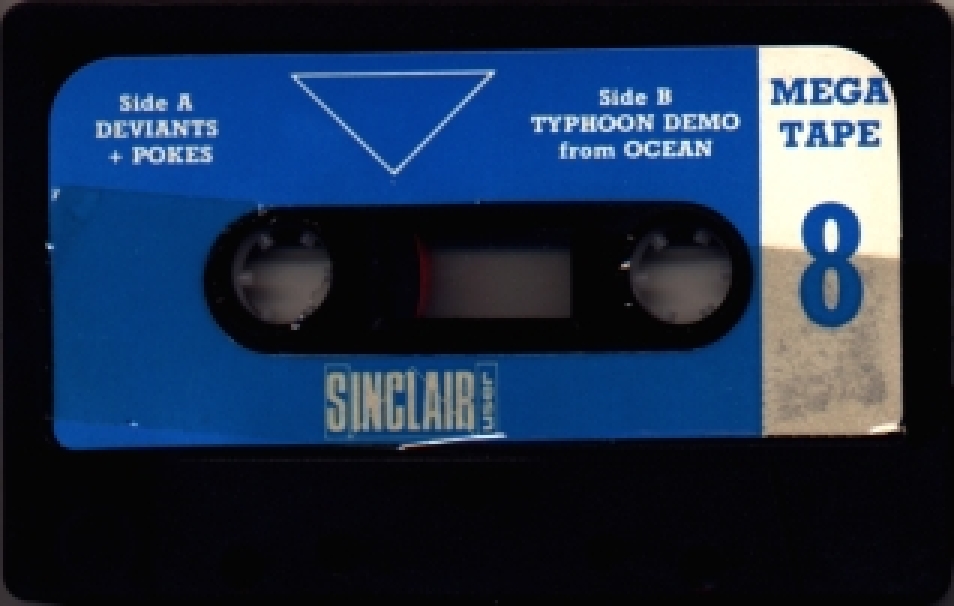 Side A
DEVIANTS
+ POKES
Side B
TYPHOON DEMO
from OCEAN
MEGA
TAPE
8
SINCLAIR
user